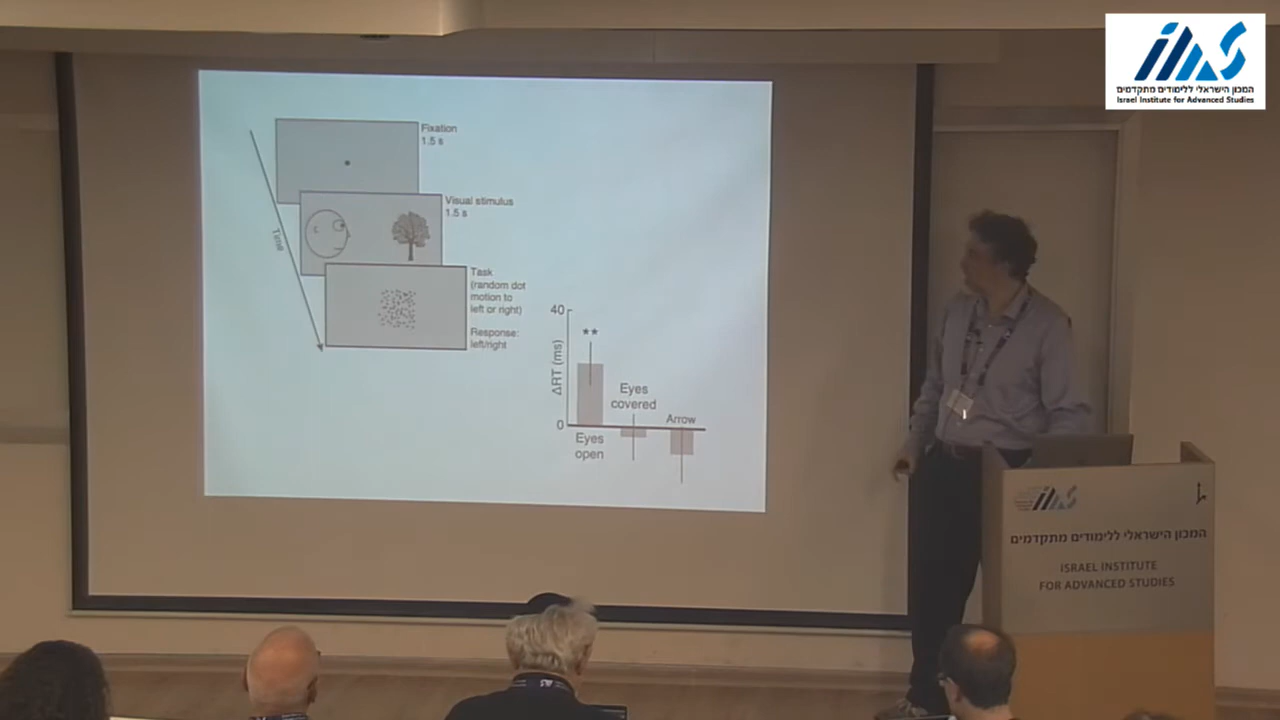 המכון הישראלי ללימודים מתקדמים
Israel Institute for Advanced Studies
Fixation
1.5 s
Visual stimulus
1.5 s
Time
Task
(random dot
motion to
left or right)
Response:
left/right
40
**
ΔRT (ms)
Eyes
covered
Arrow
0
Eyes
open
iiAS
המכון הישראלי ללימודים מתקדמים
ISRAEL INSTITUTE
FOR ADVANCED STUDIES